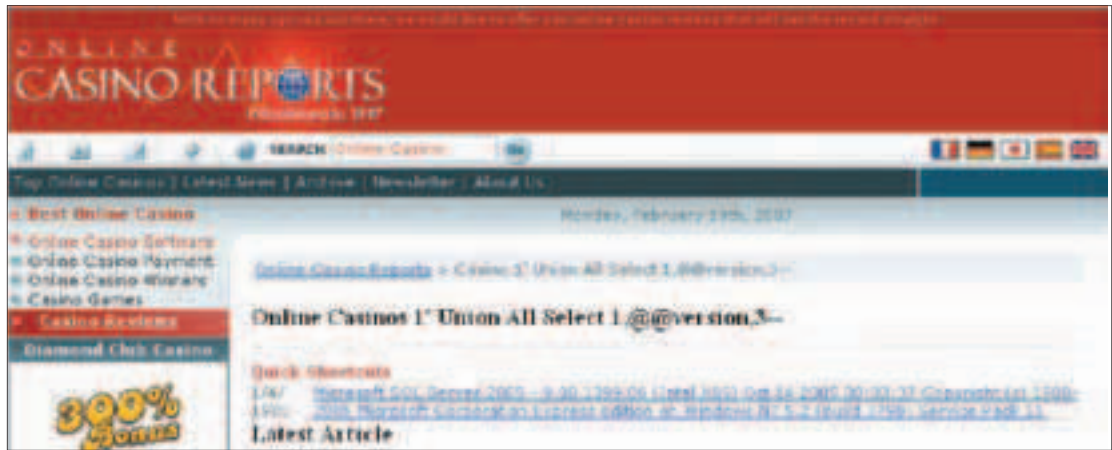 ONLINE
CASINO REPORTS
SEARCH Online Casino Go
Top Online Casinos | Latest News | Archive | Newsletter | About Us
Best Online Casino
Monday, February 19th, 2007
Online Casino Software
Online Casino Payment
Online Casino Winners
Casino Games
Casino Reviews
Diamond Club Casino
Online Casino Reports » Casino 1' Union All Select 1,@@version,3--
Online Casinos 1' Union All Select 1,@@version,3--
Quick Shortcuts
Microsoft SQL Server 2005 - 9.00.1399.06 (Intel X86) Oct 14 2005 00:33:37 Copyright (c) 1988-
2005 Microsoft Corporation Express Edition on Windows NT 5.2 (Build 3790: Service Pack 1)
Latest Article
300%
Bonus